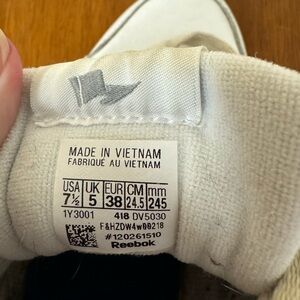 MADE IN VIETNAM
FABRIQUÉ AU VIETNAM
USA UK EUR CM mm
7½ 5 38 24.5 245
1Y3001 418 DV5030
F&HZDW4w00218
#120261510
Reebok